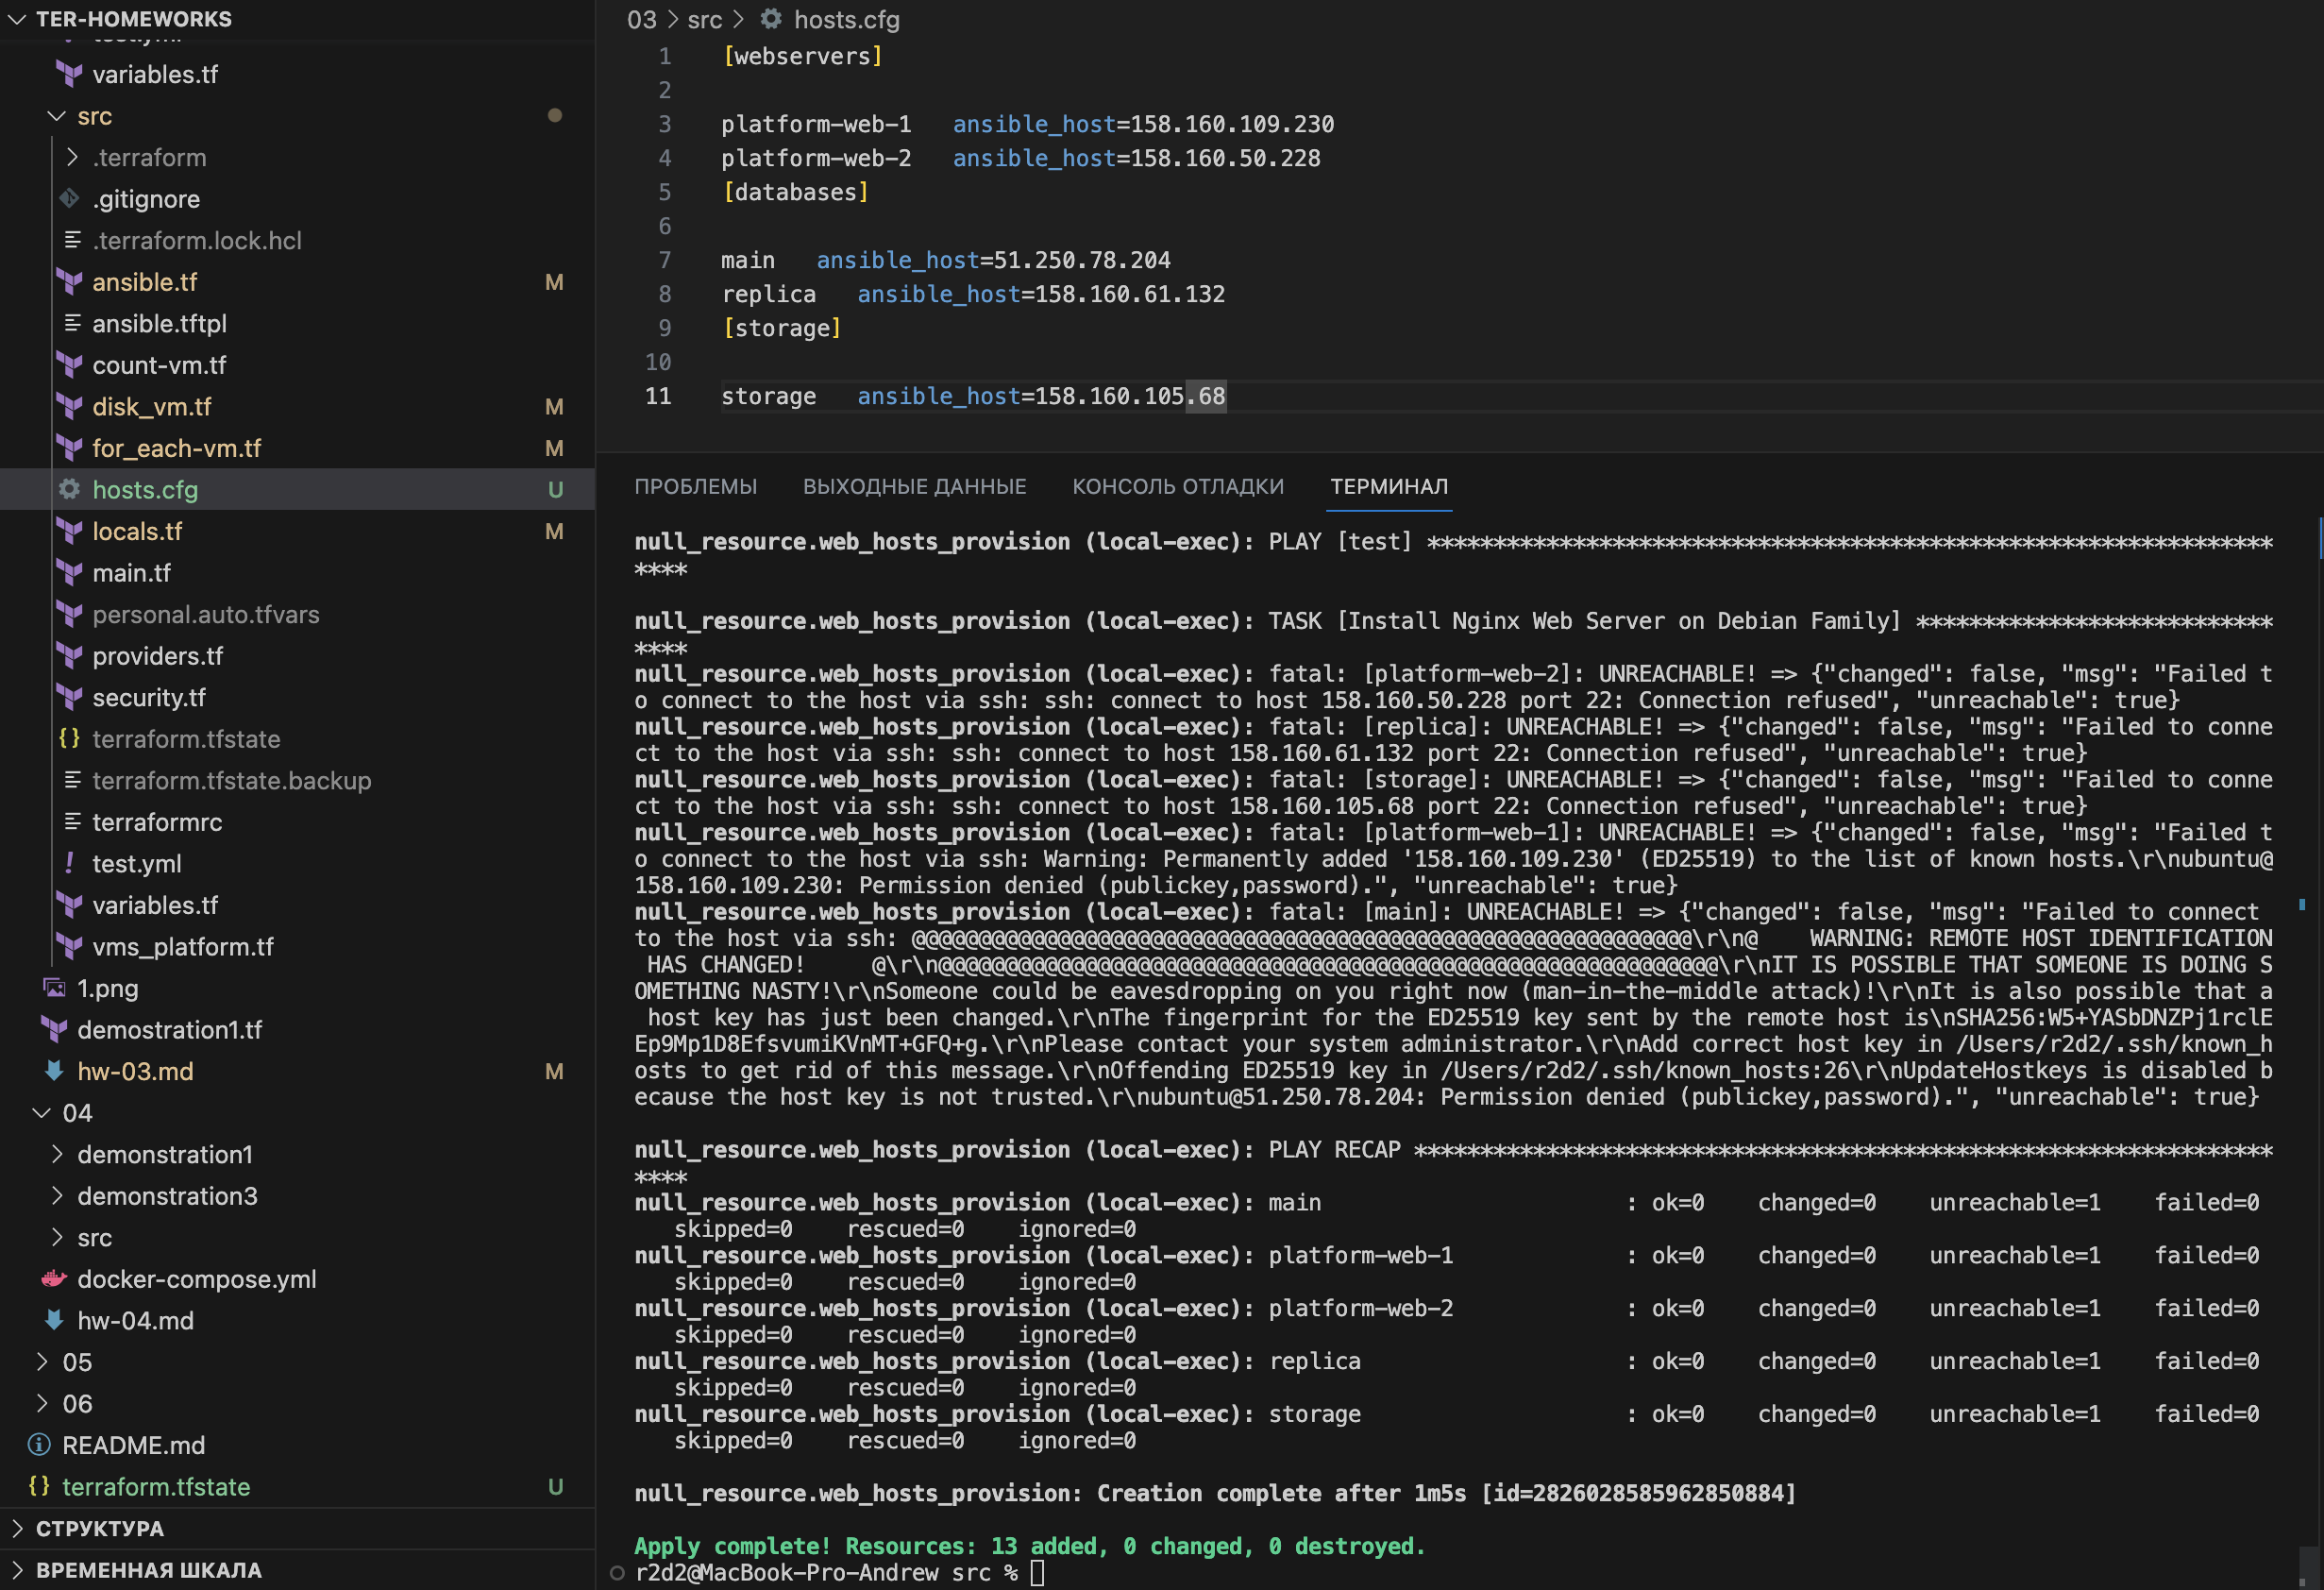 TER-HOMEWORKS
variables.tf
src
.terraform
.gitignore
.terraform.lock.hcl
ansible.tf M
ansible.tftpl
count-vm.tf
disk_vm.tf M
for_each-vm.tf M
hosts.cfg U
locals.tf M
main.tf
personal.auto.tfvars
providers.tf
security.tf
terraform.tfstate
terraform.tfstate.backup
terraformrc
test.yml
variables.tf
vms_platform.tf
1.png
demostration1.tf
hw-03.md M
04
demonstration1
demonstration3
src
docker-compose.yml
hw-04.md
05
06
README.md
terraform.tfstate U
СТРУКТУРА
ВРЕМЕННАЯ ШКАЛА
03 > src > hosts.cfg
1 [webservers]
2
3 platform-web-1 ansible_host=158.160.109.230
4 platform-web-2 ansible_host=158.160.50.228
5 [databases]
6
7 main ansible_host=51.250.78.204
8 replica ansible_host=158.160.61.132
9 [storage]
10
11 storage ansible_host=158.160.105.68
ПРОБЛЕМЫ ВЫХОДНЫЕ ДАННЫЕ КОНСОЛЬ ОТЛАДКИ ТЕРМИНАЛ
null_resource.web_hosts_provision (local-exec): PLAY [test] ****************************************************************
****
null_resource.web_hosts_provision (local-exec): TASK [Install Nginx Web Server on Debian Family] ***************************
****
null_resource.web_hosts_provision (local-exec): fatal: [platform-web-2]: UNREACHABLE! => {"changed": false, "msg": "Failed t
o connect to the host via ssh: ssh: connect to host 158.160.50.228 port 22: Connection refused", "unreachable": true}
null_resource.web_hosts_provision (local-exec): fatal: [replica]: UNREACHABLE! => {"changed": false, "msg": "Failed to conne
ct to the host via ssh: ssh: connect to host 158.160.61.132 port 22: Connection refused", "unreachable": true}
null_resource.web_hosts_provision (local-exec): fatal: [storage]: UNREACHABLE! => {"changed": false, "msg": "Failed to conne
ct to the host via ssh: ssh: connect to host 158.160.105.68 port 22: Connection refused", "unreachable": true}
null_resource.web_hosts_provision (local-exec): fatal: [platform-web-1]: UNREACHABLE! => {"changed": false, "msg": "Failed t
o connect to the host via ssh: Warning: Permanently added '158.160.109.230' (ED25519) to the list of known hosts.\r\nubuntu@
158.160.109.230: Permission denied (publickey,password).", "unreachable": true}
null_resource.web_hosts_provision (local-exec): fatal: [main]: UNREACHABLE! => {"changed": false, "msg": "Failed to connect
to the host via ssh: @@@@@@@@@@@@@@@@@@@@@@@@@@@@@@@@@@@@@@@@@@@@@@@@@@@@@@@@@@@\r\n@ WARNING: REMOTE HOST IDENTIFICATION
HAS CHANGED! @\r\n@@@@@@@@@@@@@@@@@@@@@@@@@@@@@@@@@@@@@@@@@@@@@@@@@@@@@@@@@@@\r\nIT IS POSSIBLE THAT SOMEONE IS DOING S
OMETHING NASTY!\r\nSomeone could be eavesdropping on you right now (man-in-the-middle attack)!\r\nIt is also possible that a
host key has just been changed.\r\nThe fingerprint for the ED25519 key sent by the remote host is\nSHA256:W5+YASbDNZPj1rclE
Ep9Mp1D8EfsvumiKVnMT+GFQ+g.\r\nPlease contact your system administrator.\r\nAdd correct host key in /Users/r2d2/.ssh/known_h
osts to get rid of this message.\r\nOffending ED25519 key in /Users/r2d2/.ssh/known_hosts:26\r\nUpdateHostkeys is disabled b
ecause the host key is not trusted.\r\nubuntu@51.250.78.204: Permission denied (publickey,password).", "unreachable": true}
null_resource.web_hosts_provision (local-exec): PLAY RECAP *****************************************************************
****
null_resource.web_hosts_provision (local-exec): main : ok=0 changed=0 unreachable=1 failed=0
skipped=0 rescued=0 ignored=0
null_resource.web_hosts_provision (local-exec): platform-web-1 : ok=0 changed=0 unreachable=1 failed=0
skipped=0 rescued=0 ignored=0
null_resource.web_hosts_provision (local-exec): platform-web-2 : ok=0 changed=0 unreachable=1 failed=0
skipped=0 rescued=0 ignored=0
null_resource.web_hosts_provision (local-exec): replica : ok=0 changed=0 unreachable=1 failed=0
skipped=0 rescued=0 ignored=0
null_resource.web_hosts_provision (local-exec): storage : ok=0 changed=0 unreachable=1 failed=0
skipped=0 rescued=0 ignored=0
null_resource.web_hosts_provision: Creation complete after 1m5s [id=2826028585962850884]
Apply complete! Resources: 13 added, 0 changed, 0 destroyed.
r2d2@MacBook-Pro-Andrew src %